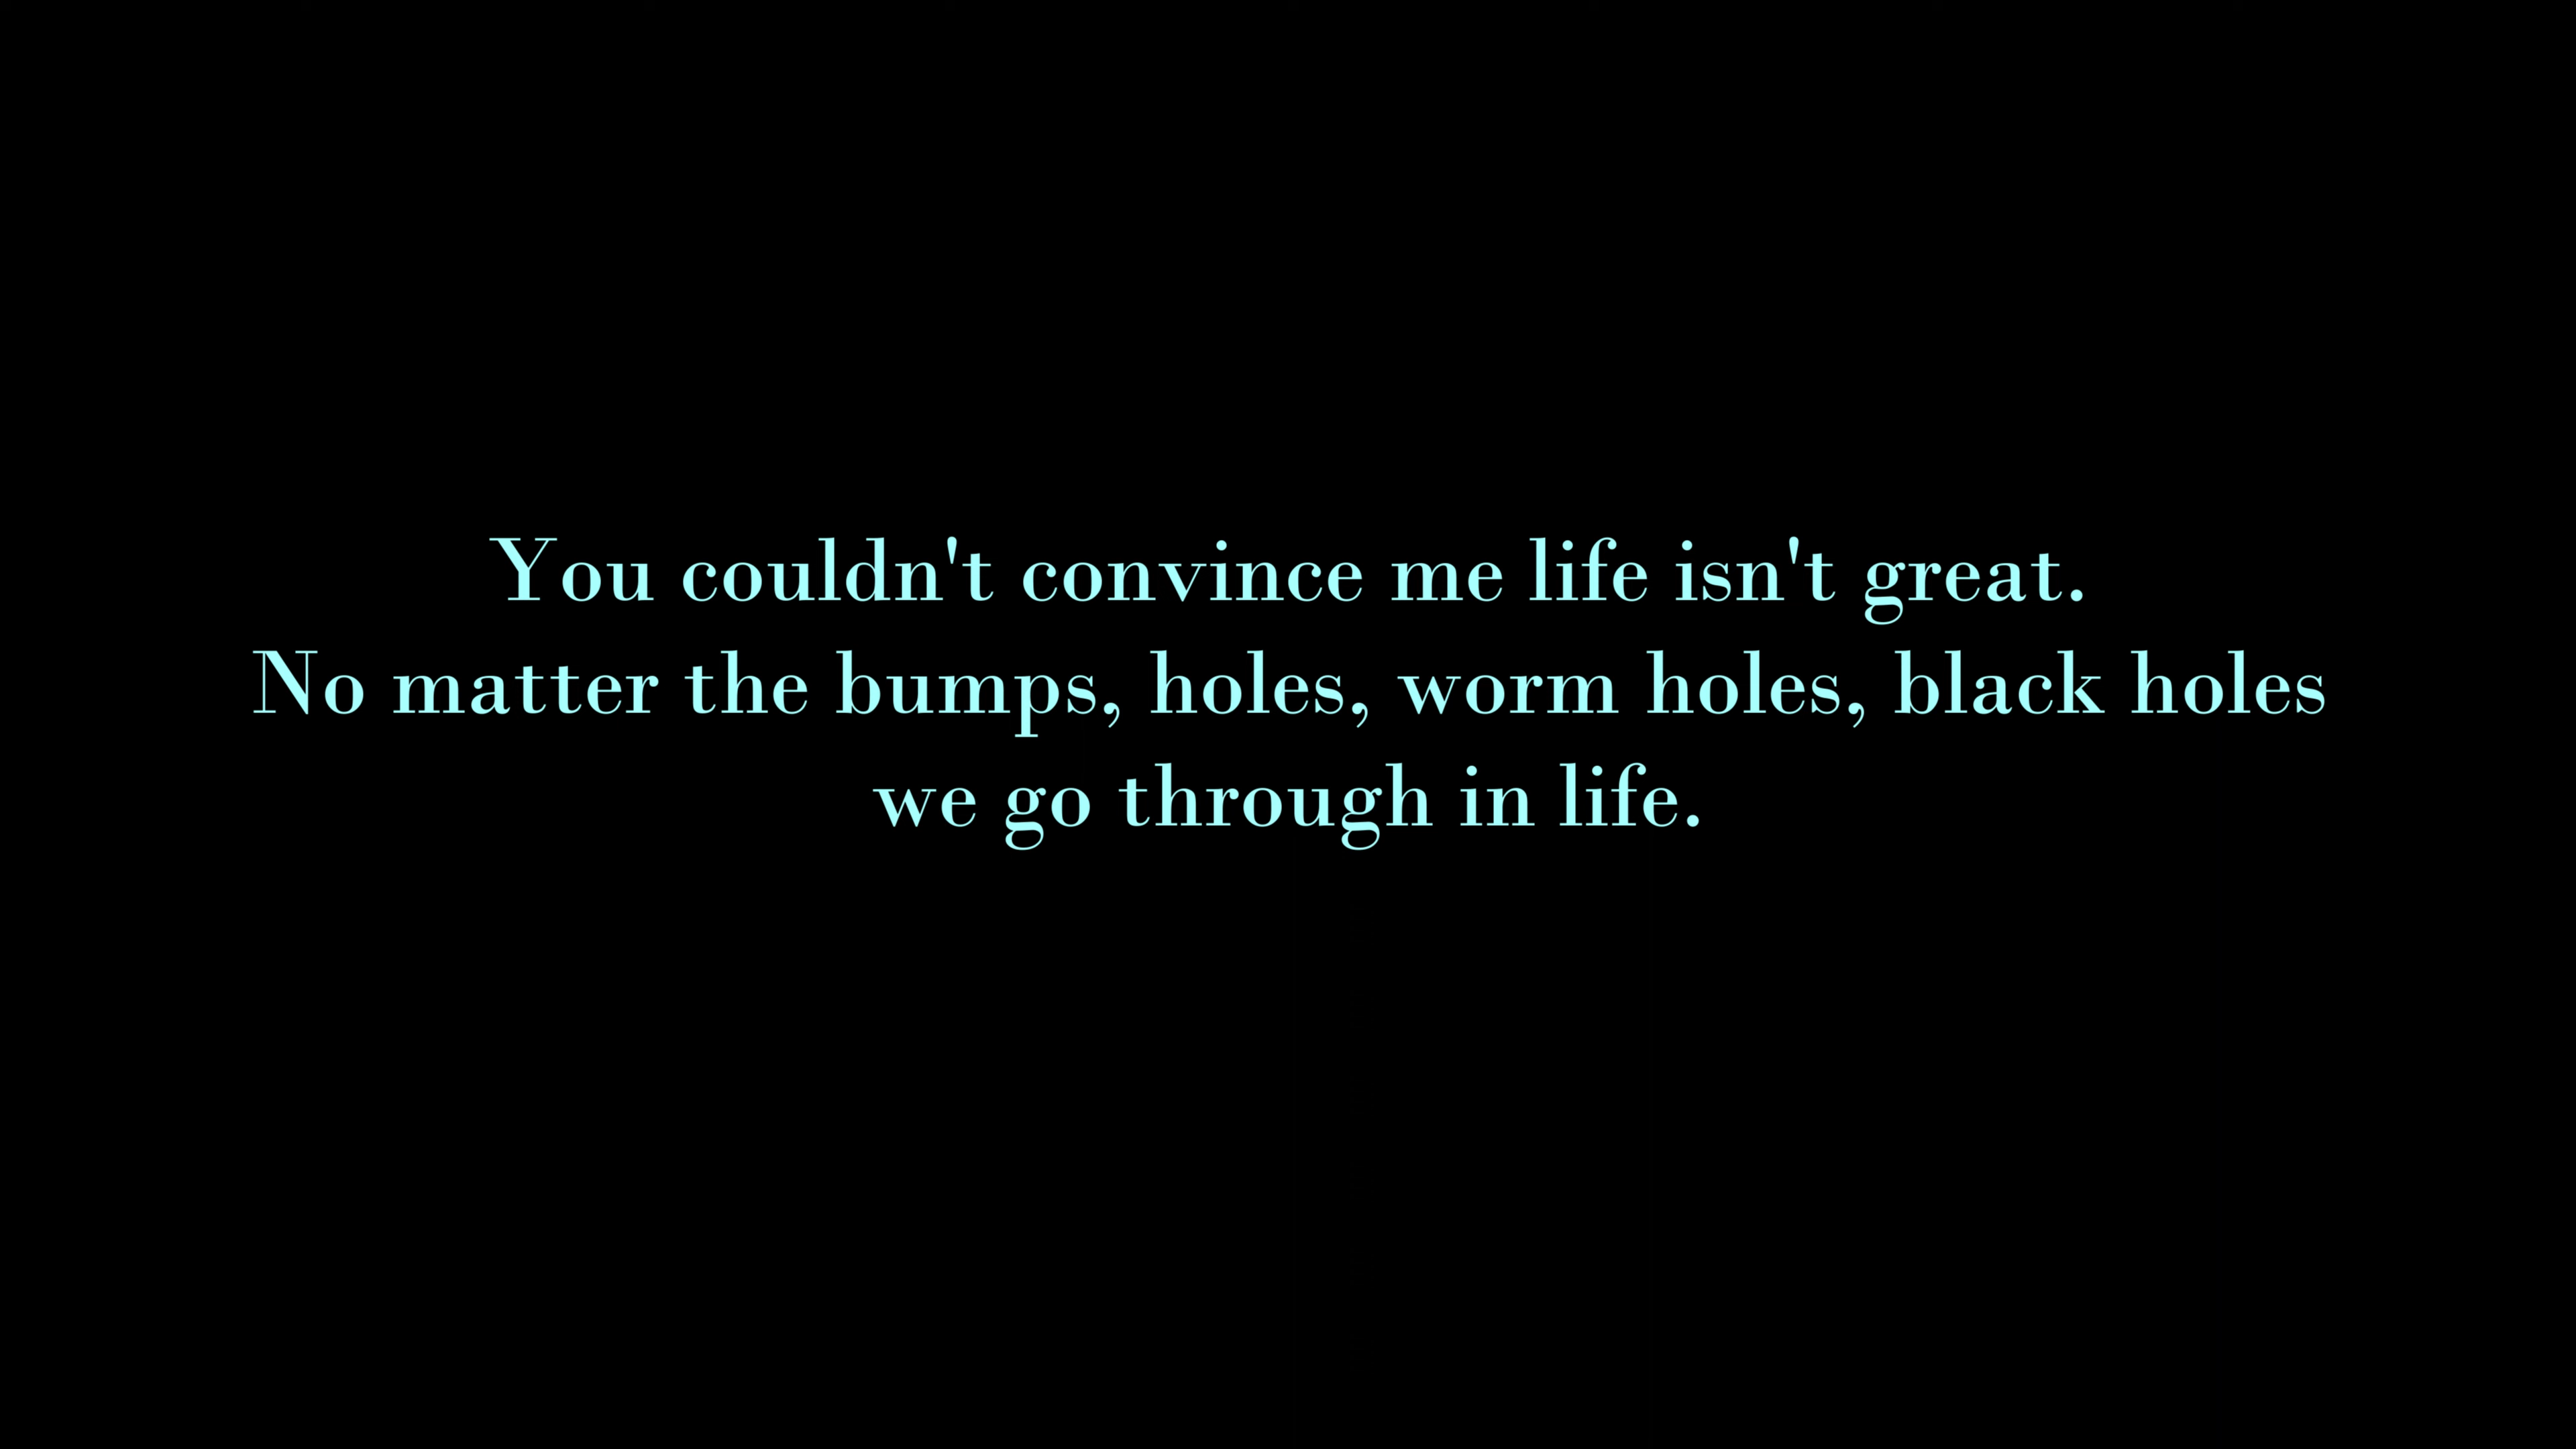 You couldn't convince me life isn't great.
No matter the bumps, holes, worm holes, black holes
we go through in life.